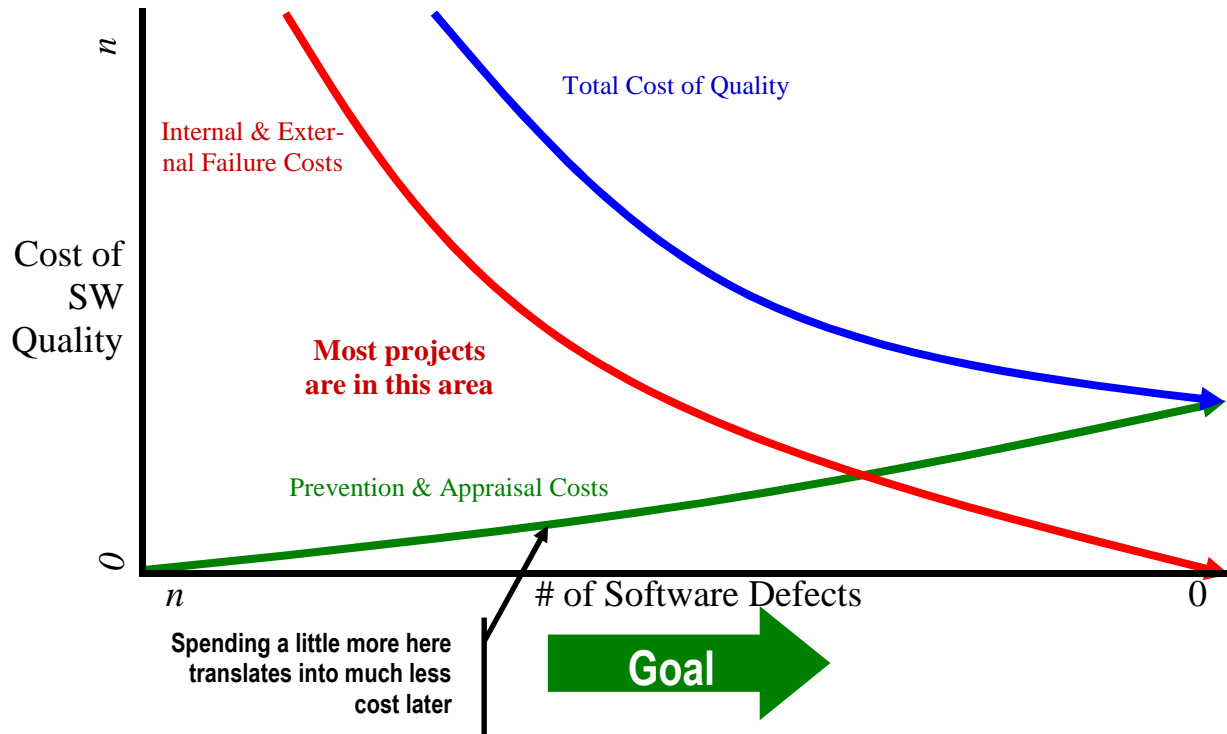 n
Total Cost of Quality
Internal & Exter-
nal Failure Costs
Cost of
SW
Quality
Most projects
are in this area
Prevention & Appraisal Costs
0
n
# of Software Defects
0
Spending a little more here
translates into much less
cost later
Goal